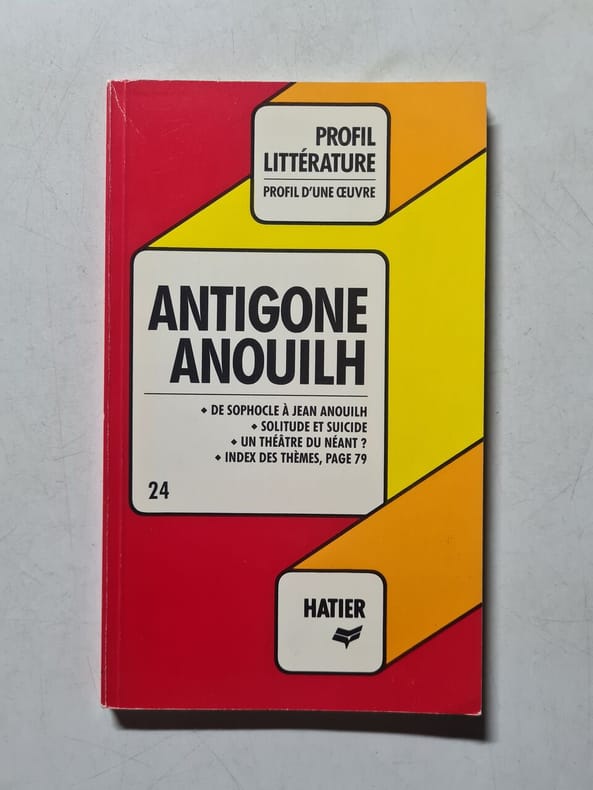 PROFIL
LITTÉRATURE
PROFIL D'UNE ŒUVRE
ANTIGONE
ANOUILH
◆ DE SOPHOCLE À JEAN ANOUILH
◆ SOLITUDE ET SUICIDE
◆ UN THÉÂTRE DU NÉANT ?
◆ INDEX DES THÈMES, PAGE 79
24
HATIER